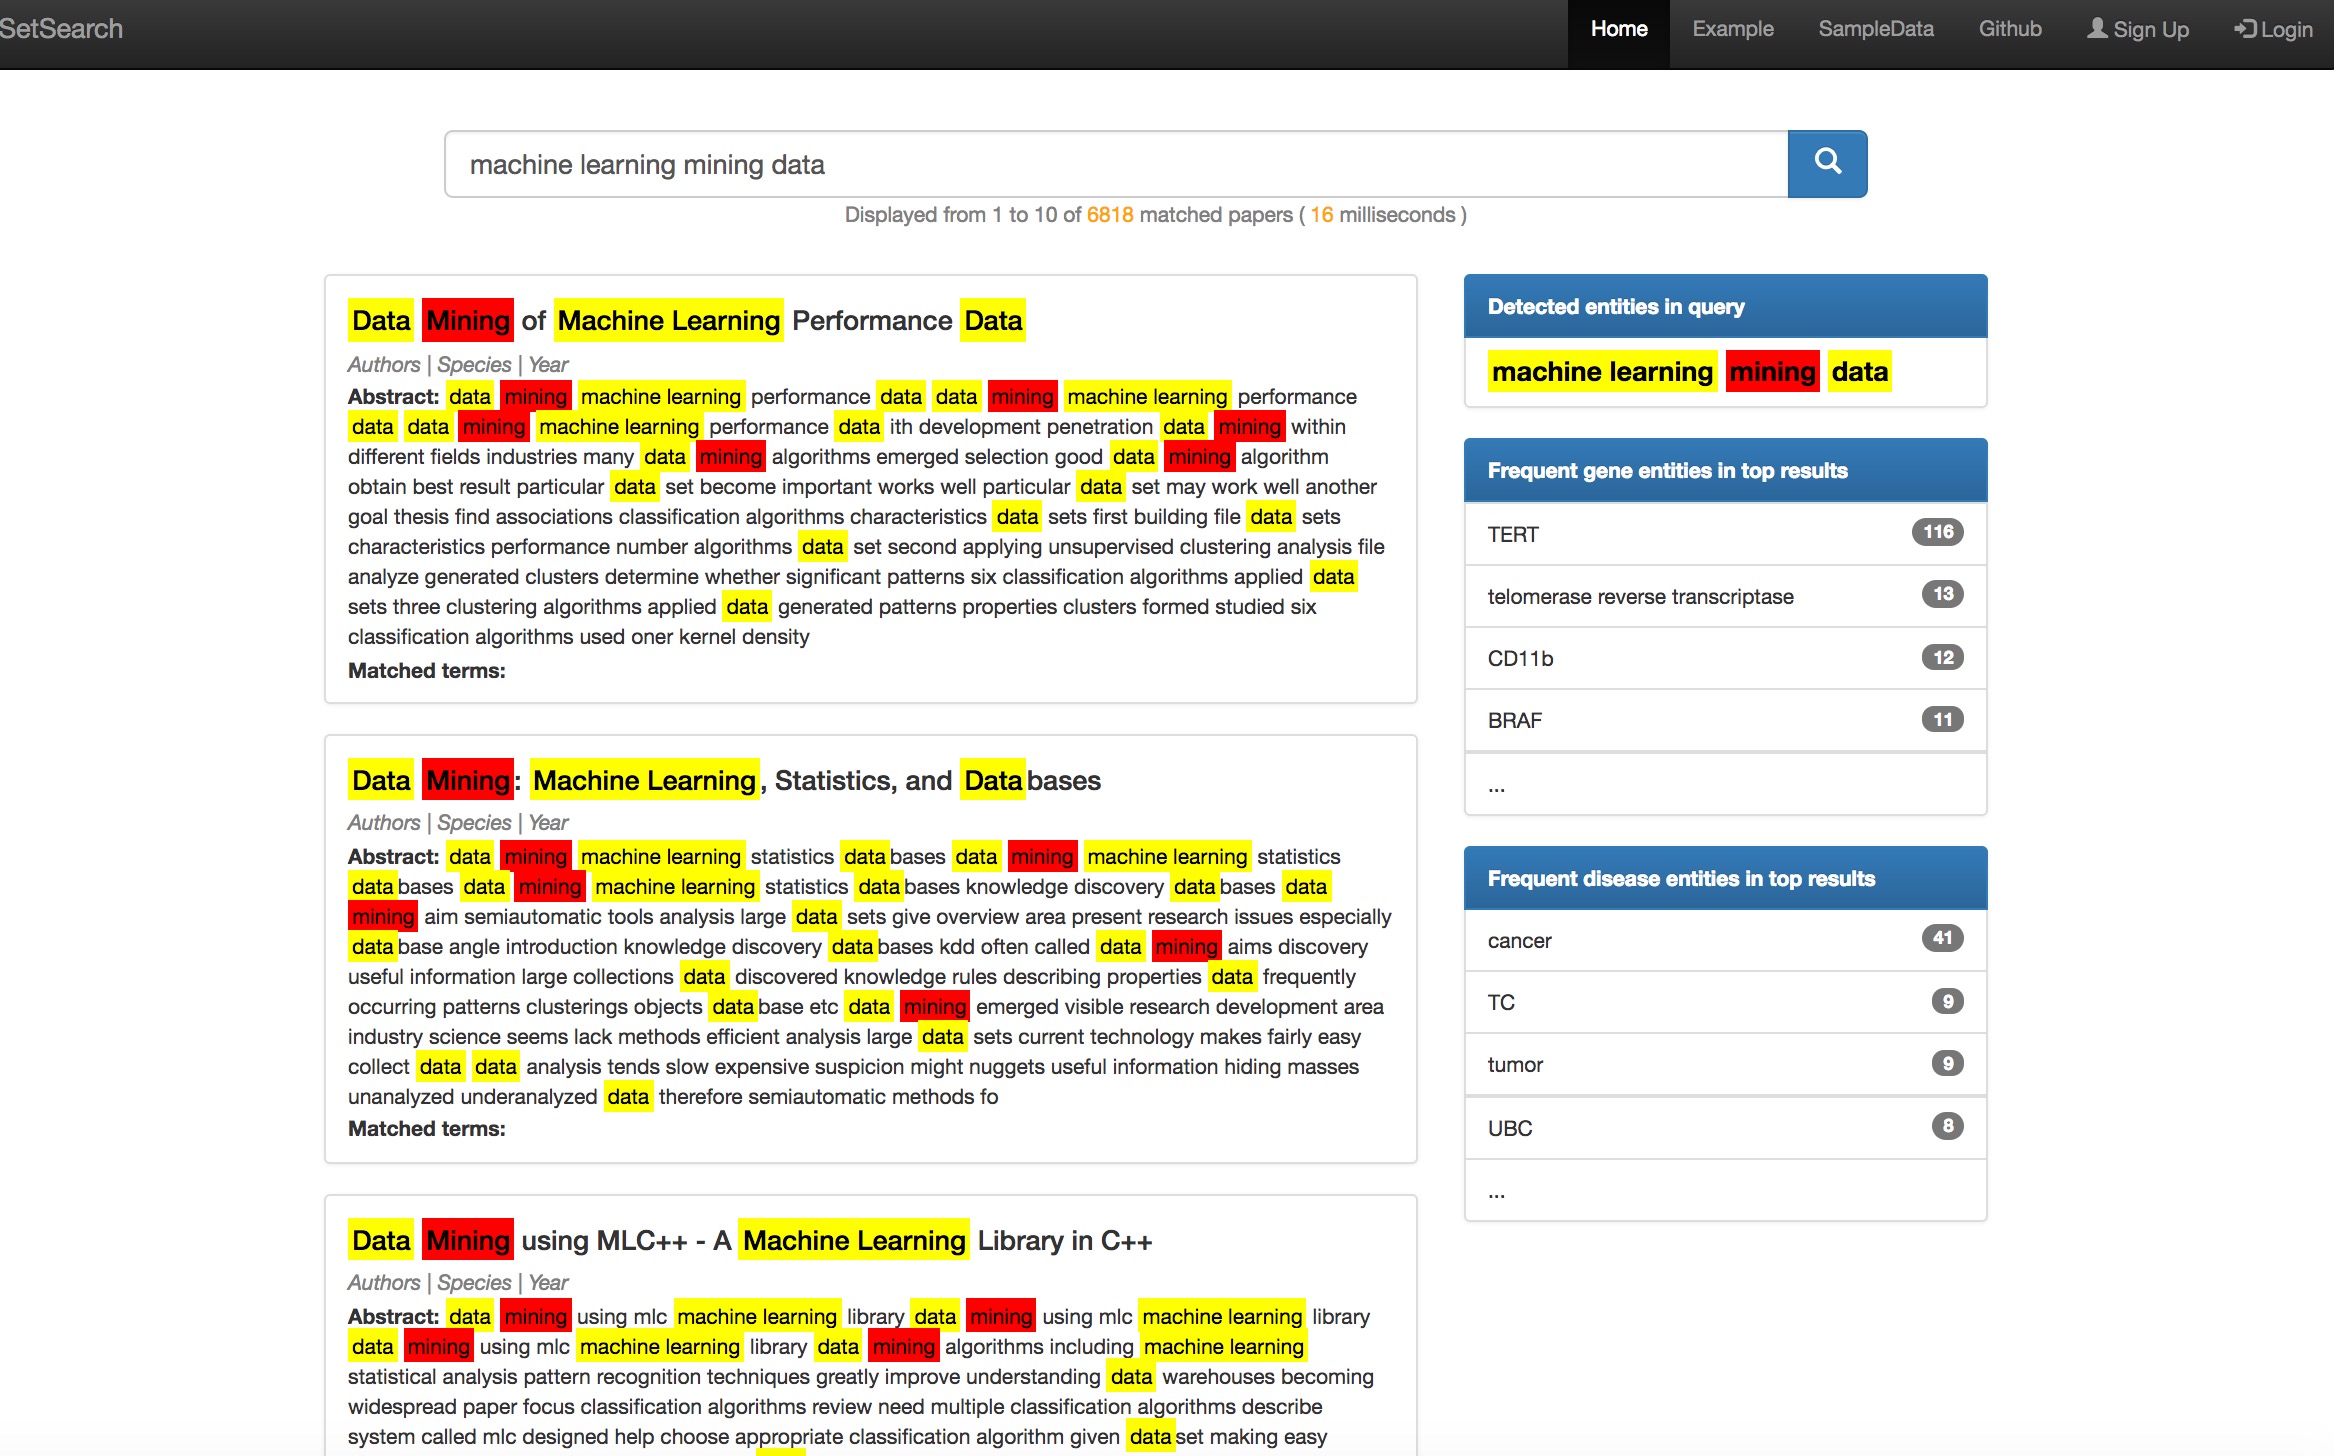 SetSearch
Home Example SampleData Github Sign Up Login
machine learning mining data
Displayed from 1 to 10 of 6818 matched papers ( 16 milliseconds )
Data Mining of Machine Learning Performance Data
Authors | Species | Year
Abstract: data mining machine learning performance data data mining machine learning performance
data data mining machine learning performance data ith development penetration data mining within
different fields industries many data mining algorithms emerged selection good data mining algorithm
obtain best result particular data set become important works well particular data set may work well another
goal thesis find associations classification algorithms characteristics data sets first building file data sets
characteristics performance number algorithms data set second applying unsupervised clustering analysis file
analyze generated clusters determine whether significant patterns six classification algorithms applied data
sets three clustering algorithms applied data generated patterns properties clusters formed studied six
classification algorithms used oner kernel density
Matched terms:
Data Mining: Machine Learning, Statistics, and Databases
Authors | Species | Year
Abstract: data mining machine learning statistics databases data mining machine learning statistics
databases data mining machine learning statistics databases knowledge discovery databases data
mining aim semiautomatic tools analysis large data sets give overview area present research issues especially
database angle introduction knowledge discovery databases kdd often called data mining aims discovery
useful information large collections data discovered knowledge rules describing properties data frequently
occurring patterns clusterings objects database etc data mining emerged visible research development area
industry science seems lack methods efficient analysis large data sets current technology makes fairly easy
collect data data analysis tends slow expensive suspicion might nuggets useful information hiding masses
unanalyzed underanalyzed data therefore semiautomatic methods fo
Matched terms:
Data Mining using MLC++ - A Machine Learning Library in C++
Authors | Species | Year
Abstract: data mining using mlc machine learning library data mining using mlc machine learning library
data mining using mlc machine learning library data mining algorithms including machine learning
statistical analysis pattern recognition techniques greatly improve understanding data warehouses becoming
widespread paper focus classification algorithms review need multiple classification algorithms describe
system called mlc designed help choose appropriate classification algorithm given dataset making easy
Detected entities in query
machine learning mining data
Frequent gene entities in top results
TERT 116
telomerase reverse transcriptase 13
CD11b 12
BRAF 11
...
Frequent disease entities in top results
cancer 41
TC 9
tumor 9
UBC 8
...